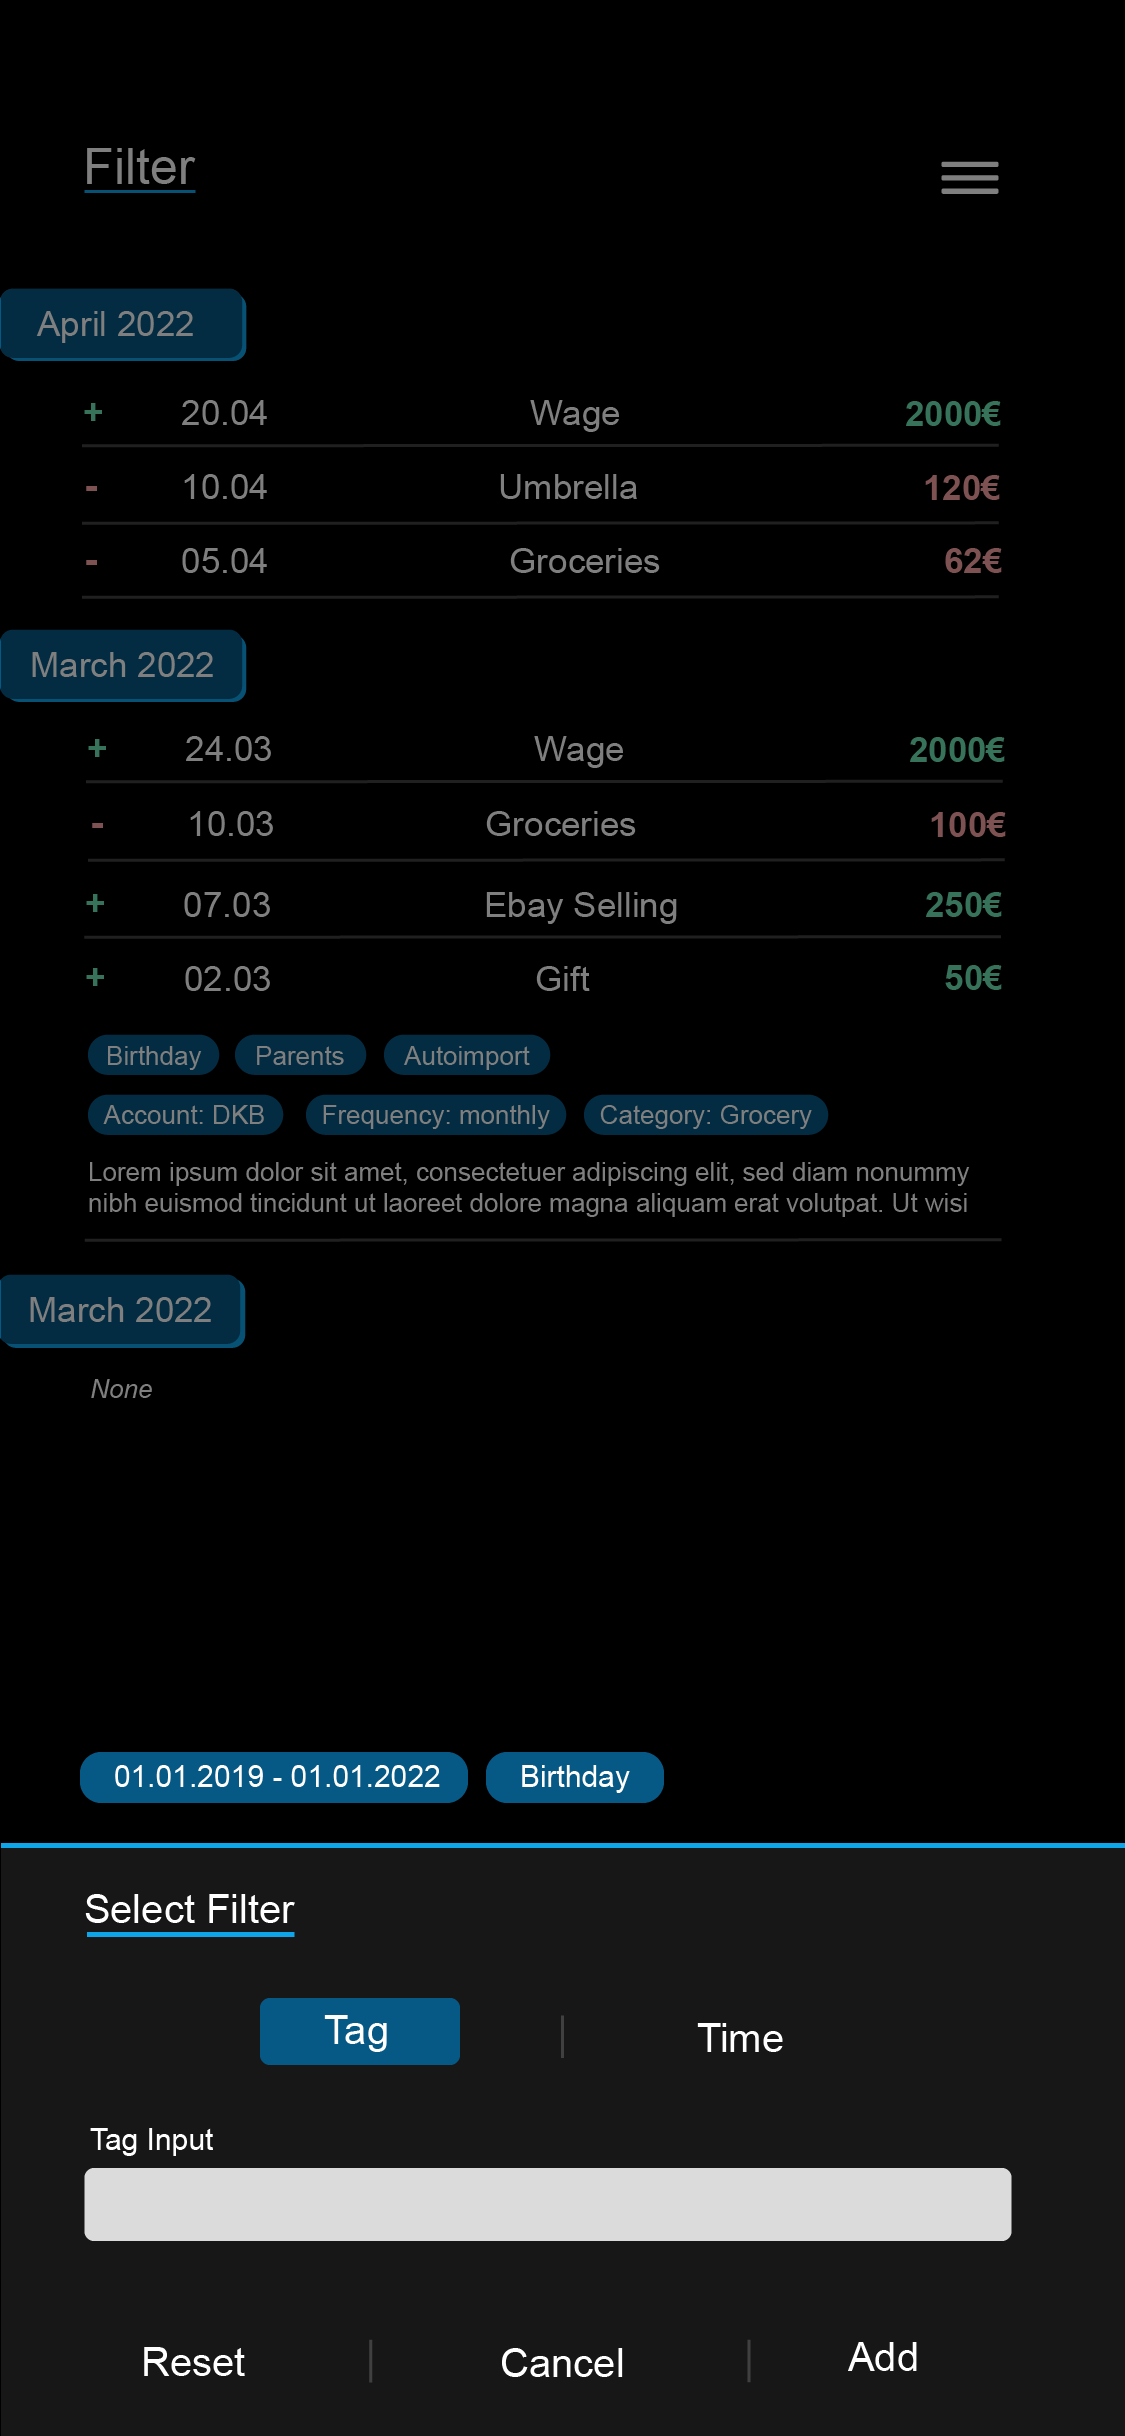 Filter
April 2022
+ 20.04 Wage 2000€
- 10.04 Umbrella 120€
- 05.04 Groceries 62€
March 2022
+ 24.03 Wage 2000€
- 10.03 Groceries 100€
+ 07.03 Ebay Selling 250€
+ 02.03 Gift 50€
Birthday Parents Autoimport
Account: DKB Frequency: monthly Category: Grocery
Lorem ipsum dolor sit amet, consectetuer adipiscing elit, sed diam nonummy
nibh euismod tincidunt ut laoreet dolore magna aliquam erat volutpat. Ut wisi
March 2022
None
01.01.2019 - 01.01.2022 Birthday
Select Filter
Tag | Time
Tag Input
Reset | Cancel | Add